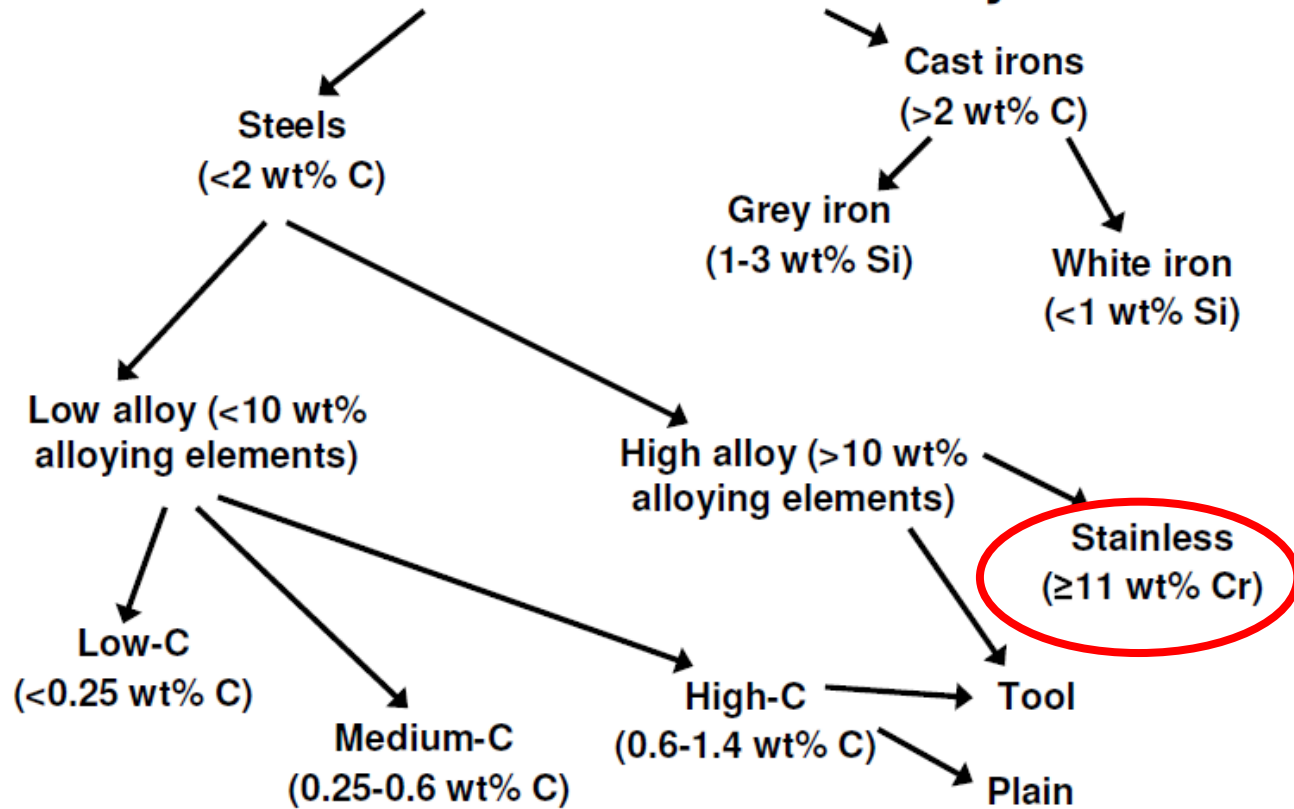 Cast irons
(>2 wt% C)
Steels
(<2 wt% C)
Grey iron
(1-3 wt% Si)
White iron
(<1 wt% Si)
Low alloy (<10 wt%
alloying elements)
High alloy (>10 wt%
alloying elements)
Stainless
(≥11 wt% Cr)
Low-C
(<0.25 wt% C)
Medium-C
(0.25-0.6 wt% C)
High-C
(0.6-1.4 wt% C)
Tool
Plain